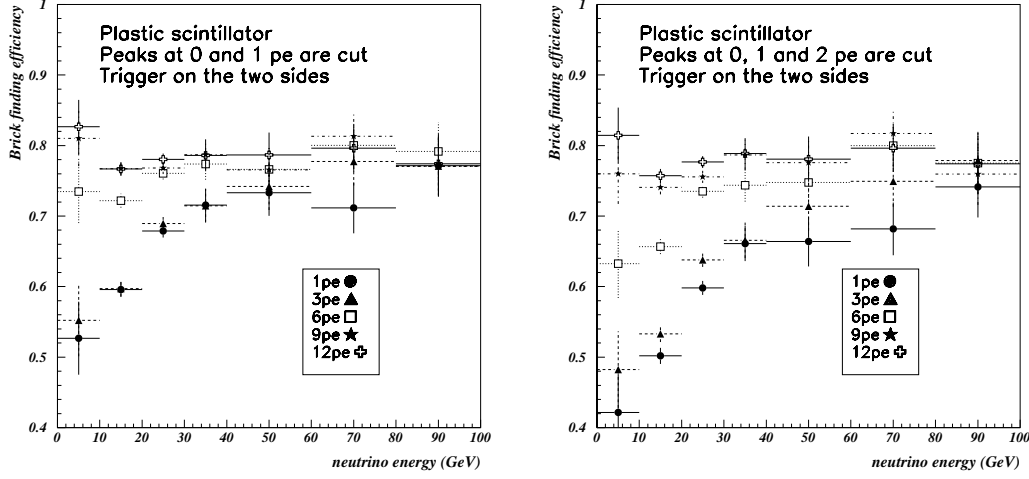 Brick finding efficiency
1
0.9
0.8
0.7
0.6
0.5
0.4
Plastic scintillator
Peaks at 0 and 1 pe are cut
Trigger on the two sides
1pe
3pe
6pe
9pe
12pe
0 10 20 30 40 50 60 70 80 90 100
neutrino energy (GeV)
Brick finding efficiency
1
0.9
0.8
0.7
0.6
0.5
0.4
Plastic scintillator
Peaks at 0, 1 and 2 pe are cut
Trigger on the two sides
1pe
3pe
6pe
9pe
12pe
0 10 20 30 40 50 60 70 80 90 100
neutrino energy (GeV)